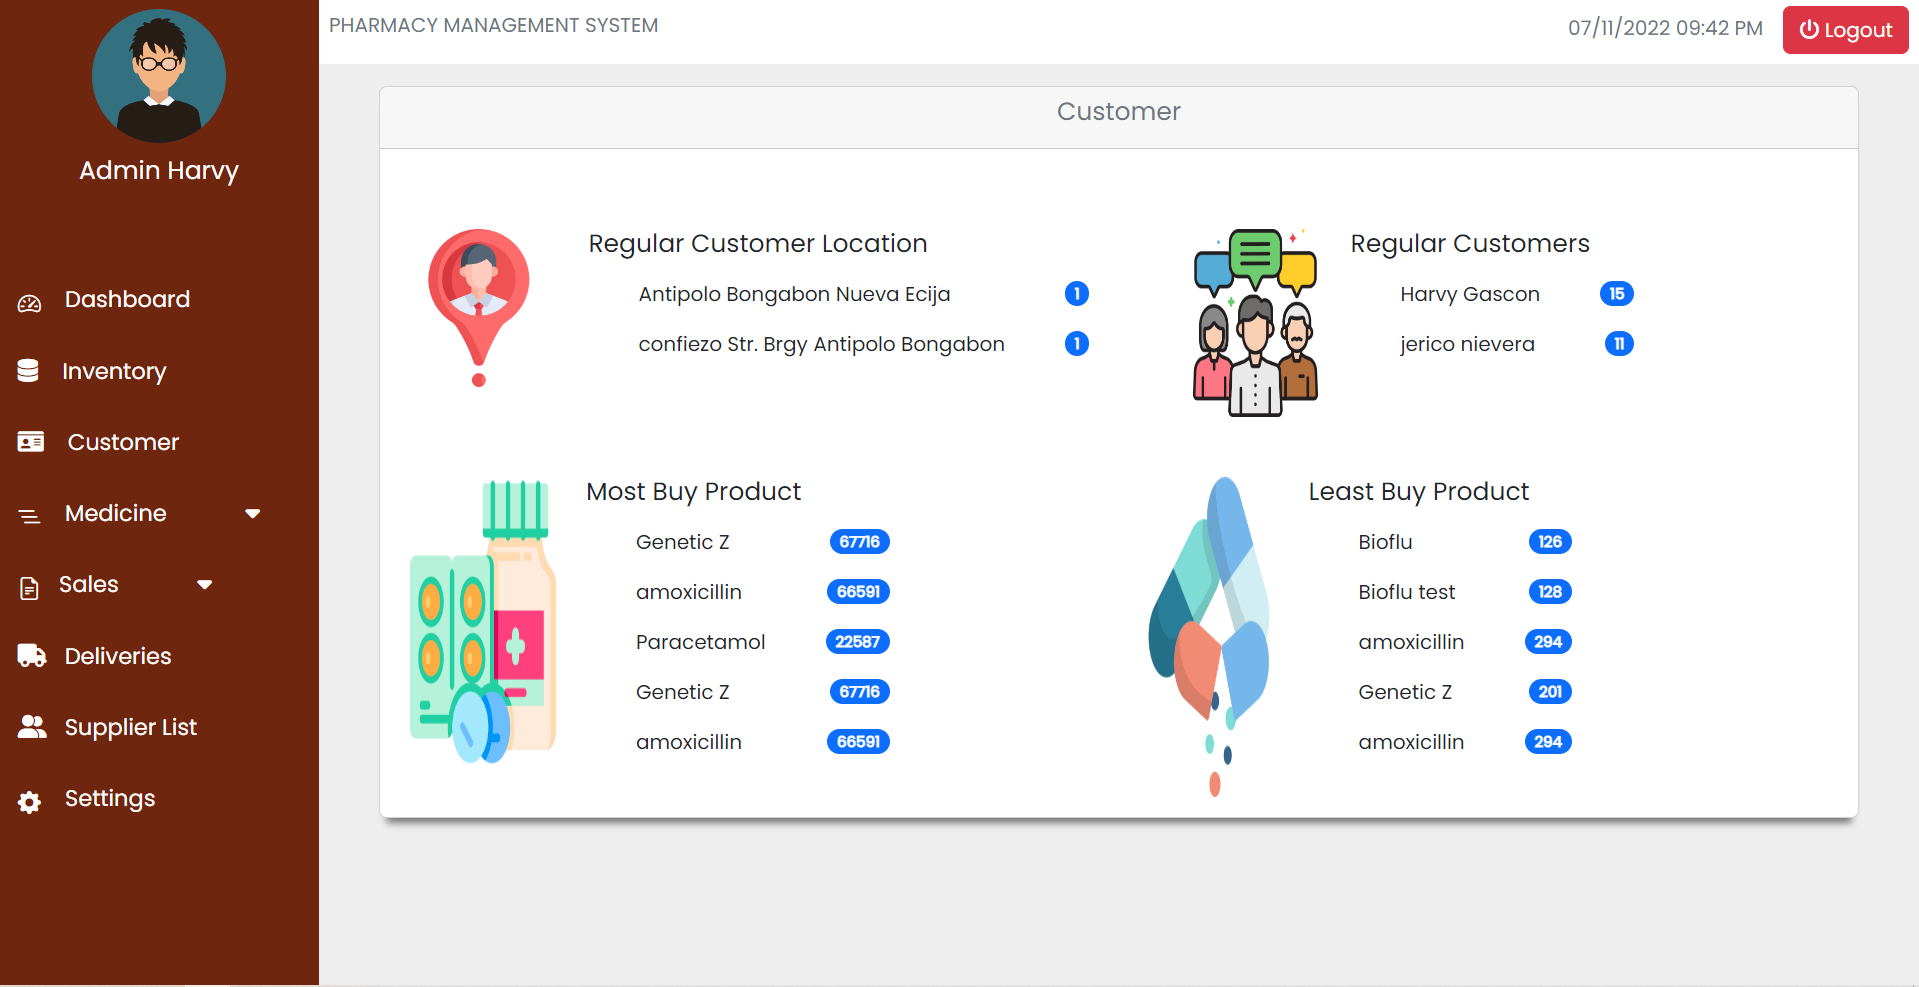 PHARMACY MANAGEMENT SYSTEM
07/11/2022 09:42 PM
Logout
Admin Harvy
Dashboard
Inventory
Customer
Medicine
Sales
Deliveries
Supplier List
Settings
Customer
Regular Customer Location
Antipolo Bongabon Nueva Ecija 1
confiezo Str. Brgy Antipolo Bongabon 1
Regular Customers
Harvy Gascon 15
jerico nievera 11
Most Buy Product
Genetic Z 67716
amoxicillin 66591
Paracetamol 22587
Genetic Z 67716
amoxicillin 66591
Least Buy Product
Bioflu 126
Bioflu test 128
amoxicillin 294
Genetic Z 201
amoxicillin 294